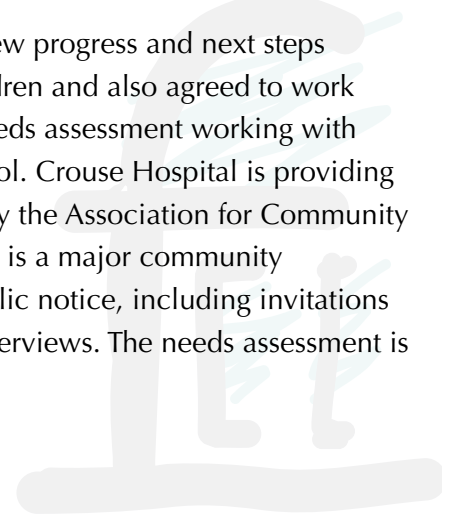 ew progress and next steps
dren and also agreed to work
eds assessment working with
ol. Crouse Hospital is providing
y the Association for Community
is a major community
lic notice, including invitations
erviews. The needs assessment is